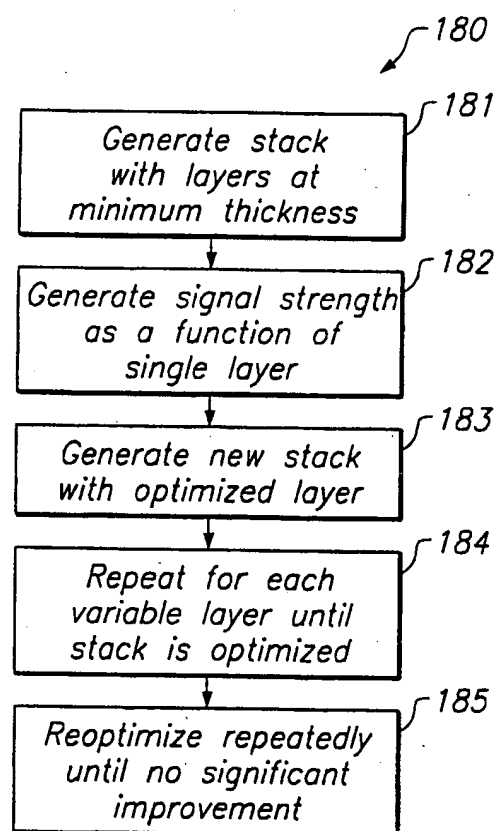 180
181
Generate stack
with layers at
minimum thickness
182
Generate signal strength
as a function of
single layer
183
Generate new stack
with optimized layer
184
Repeat for each
variable layer until
stack is optimized
185
Reoptimize repeatedly
until no significant
improvement